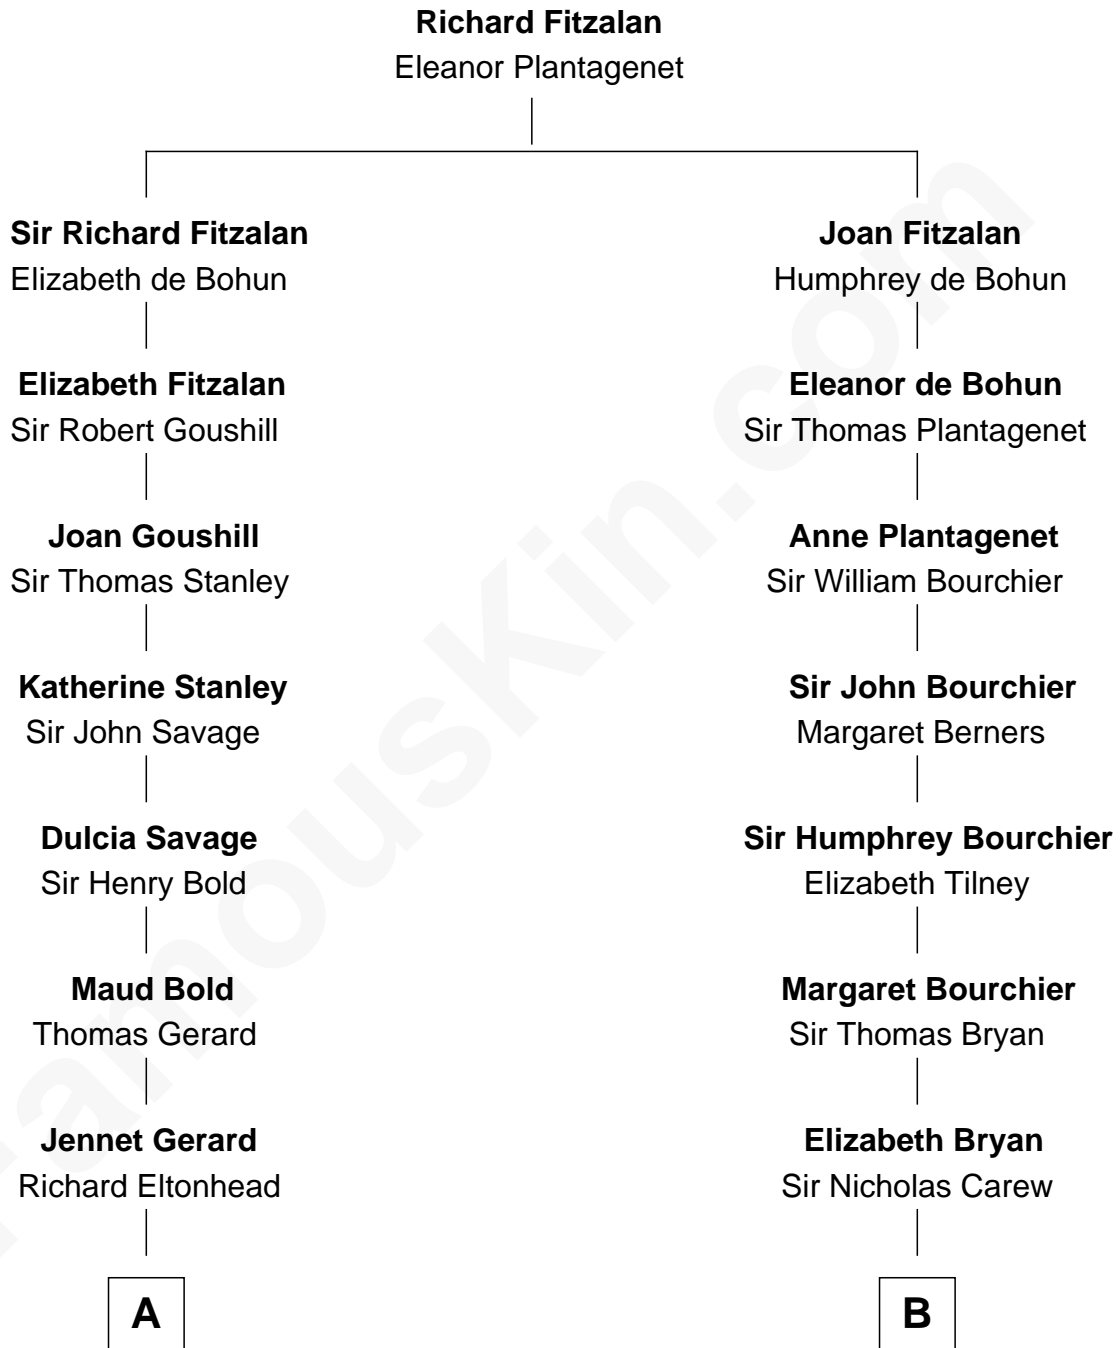 Richard Fitzalan
Eleanor Plantagenet
Sir Richard Fitzalan
Elizabeth de Bohun
Elizabeth Fitzalan
Sir Robert Goushill
Joan Goushill
Sir Thomas Stanley
Katherine Stanley
Sir John Savage
Dulcia Savage
Sir Henry Bold
Maud Bold
Thomas Gerard
Jennet Gerard
Richard Eltonhead
A
Joan Fitzalan
Humphrey de Bohun
Eleanor de Bohun
Sir Thomas Plantagenet
Anne Plantagenet
Sir William Bourchier
Sir John Bourchier
Margaret Berners
Sir Humphrey Bourchier
Elizabeth Tilney
Margaret Bourchier
Sir Thomas Bryan
Elizabeth Bryan
Sir Nicholas Carew
B
FamousKin.com